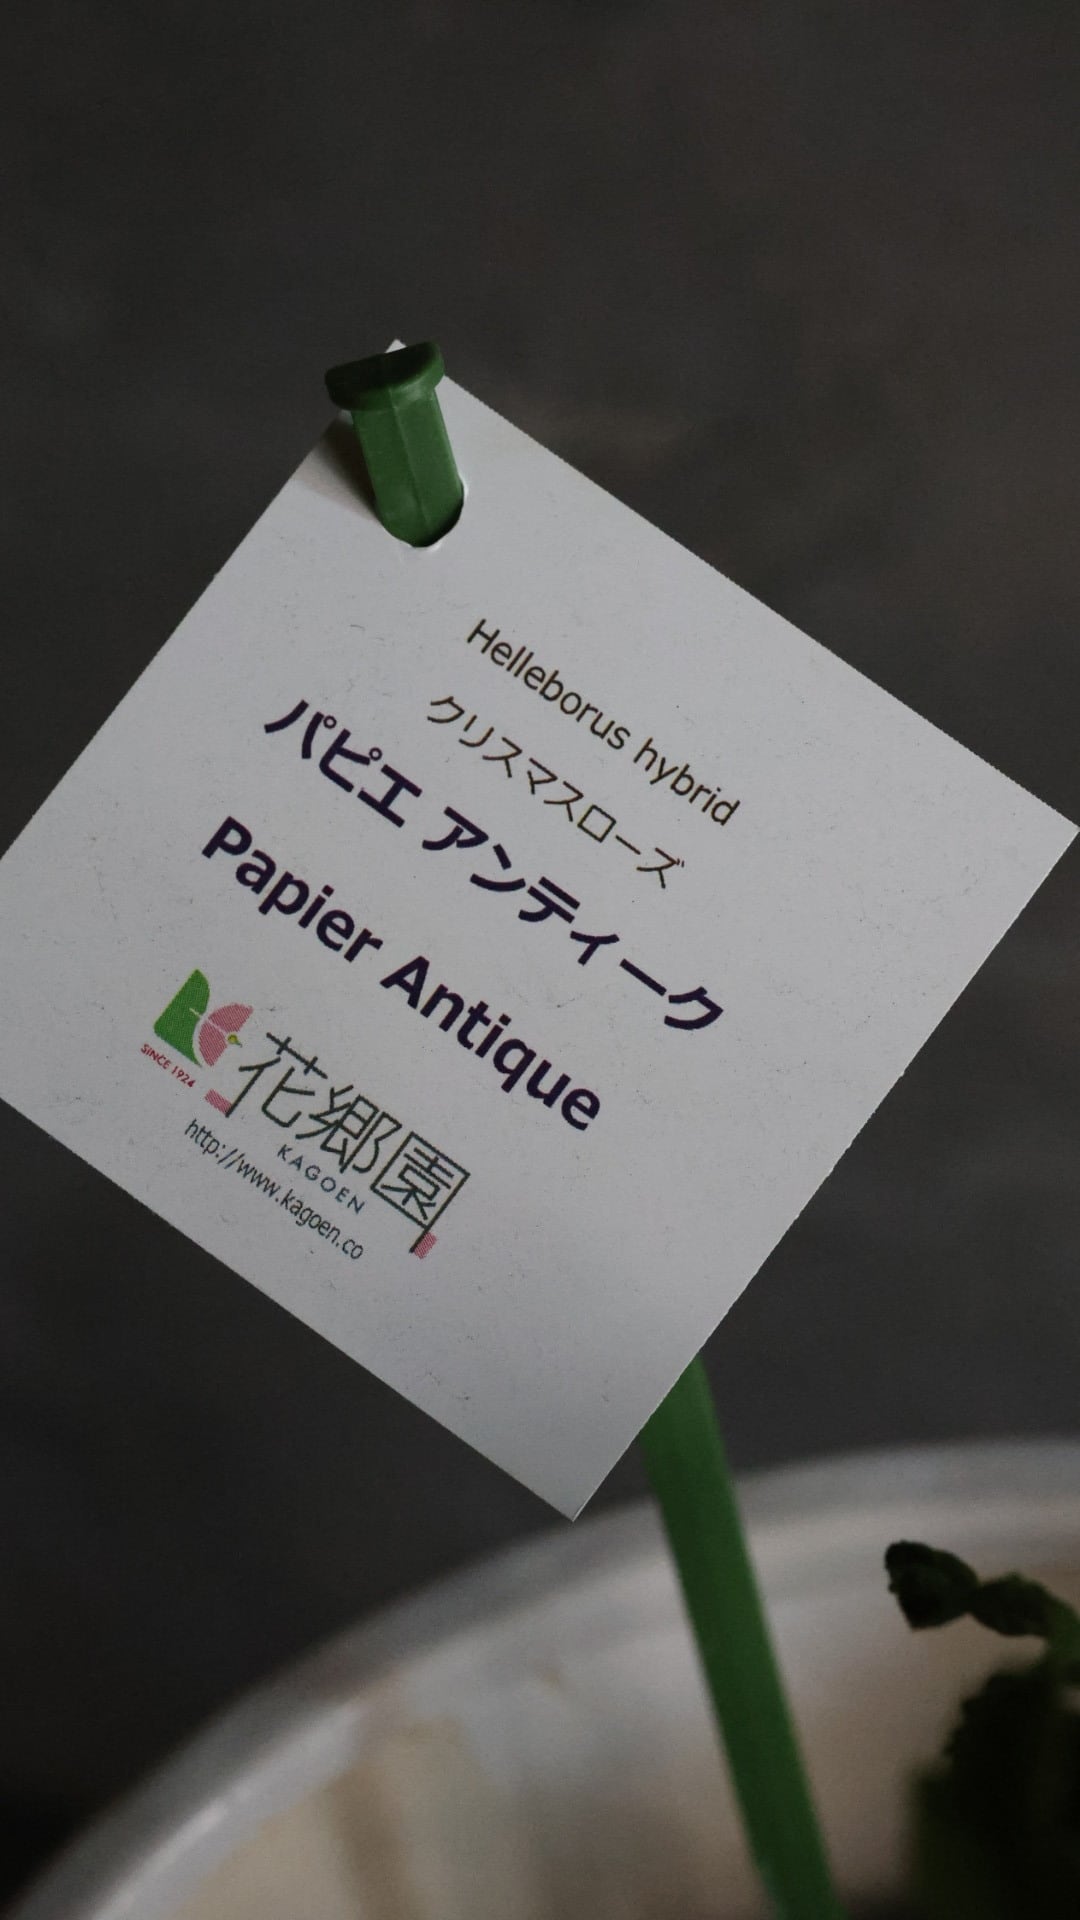 Helleborus hybrid
クリスマスローズ
パピエ アンティーク
Papier Antique
SINCE 1924
花郷園
KAGOEN
http://www.kagoen.co